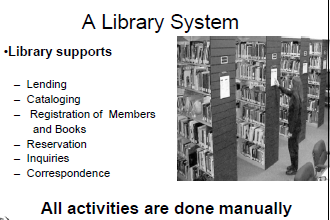 A Library System
•Library supports
– Lending
– Cataloging
– Registration of Members
and Books
– Reservation
– Inquiries
– Correspondence
All activities are done manually